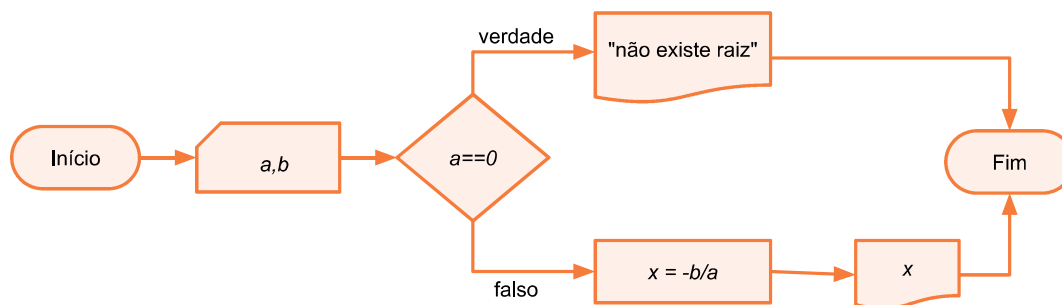 Início
a,b
a==0
verdade
"não existe raiz"
falso
x = -b/a
x
Fim